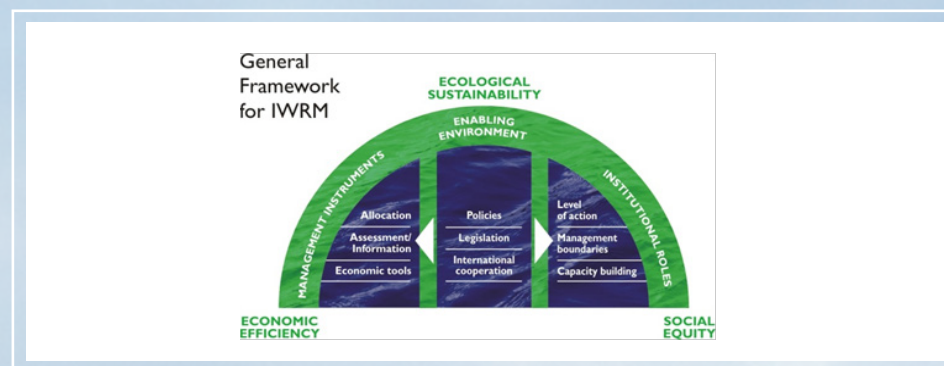 General
Framework
for IWRM
ECOLOGICAL
SUSTAINABILITY
ENABLING
ENVIRONMENT
MANAGEMENT INSTRUMENTS
INSTITUTIONAL ROLES
Allocation
Assessment/
Information
Economic tools
Policies
Legislation
International
cooperation
Level
of action
Management
boundaries
Capacity building
ECONOMIC
EFFICIENCY
SOCIAL
EQUITY